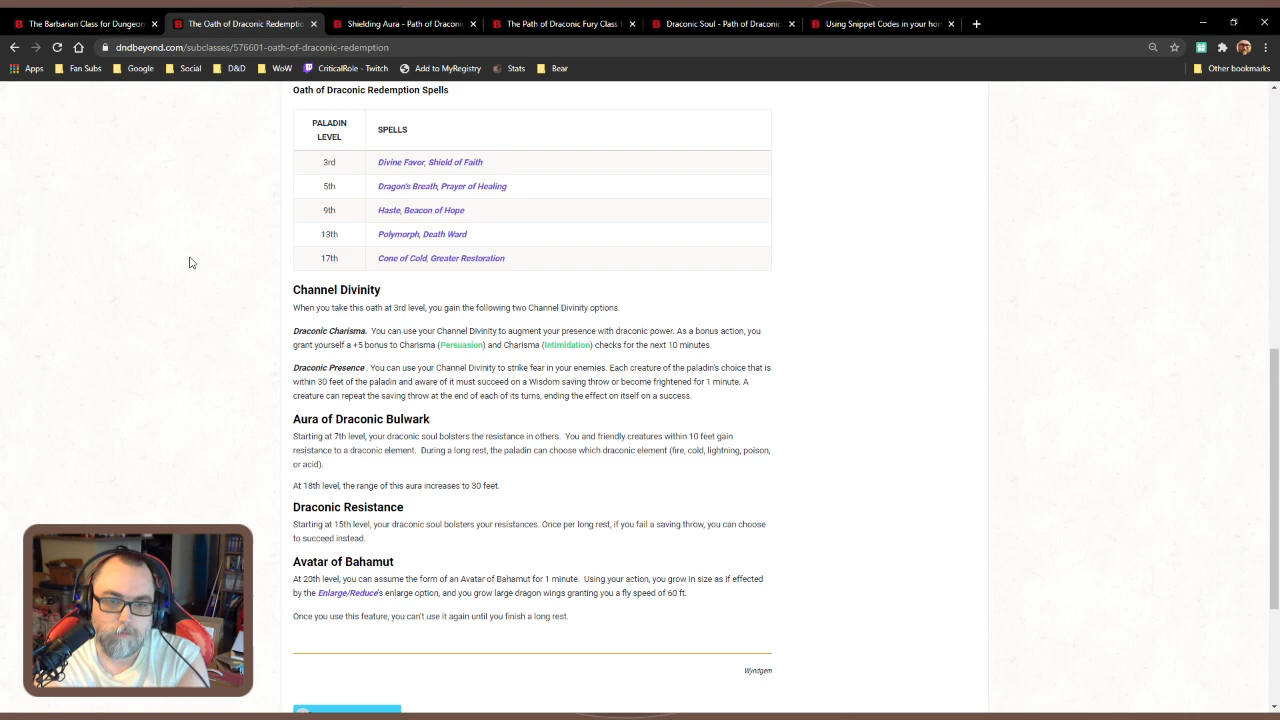 The Barbarian Class for Dungeon
The Oath of Draconic Redemptio
Shielding Aura - Path of Draconic
The Path of Draconic Fury Class f
Draconic Soul - Path of Draconic
Using Snippet Codes in your hom
dndbeyond.com/subclasses/576601-oath-of-draconic-redemption
Apps
Fan Subs
Google
Social
D&D
WoW
CriticalRole - Twitch
Add to MyRegistry
Stats
Bear
Other bookmarks
Oath of Draconic Redemption Spells
PALADIN LEVEL
SPELLS
3rd
Divine Favor, Shield of Faith
5th
Dragon's Breath, Prayer of Healing
9th
Haste, Beacon of Hope
13th
Polymorph, Death Ward
17th
Cone of Cold, Greater Restoration
Channel Divinity
When you take this oath at 3rd level, you gain the following two Channel Divinity options.
Draconic Charisma. You can use your Channel Divinity to augment your presence with draconic power. As a bonus action, you
grant yourself a +5 bonus to Charisma (Persuasion) and Charisma (Intimidation) checks for the next 10 minutes.
Draconic Presence . You can use your Channel Divinity to strike fear in your enemies. Each creature of the paladin's choice that is
within 30 feet of the paladin and aware of it must succeed on a Wisdom saving throw or become frightened for 1 minute. A
creature can repeat the saving throw at the end of each of its turns, ending the effect on itself on a success.
Aura of Draconic Bulwark
Starting at 7th level, your draconic soul bolsters the resistance in others. You and friendly creatures within 10 feet gain
resistance to a draconic element. During a long rest, the paladin can choose which draconic element (fire, cold, lightning, poison,
or acid).
At 18th level, the range of this aura increases to 30 feet.
Draconic Resistance
Starting at 15th level, your draconic soul bolsters your resistances. Once per long rest, if you fail a saving throw, you can choose
to succeed instead.
Avatar of Bahamut
At 20th level, you can assume the form of an Avatar of Bahamut for 1 minute. Using your action, you grow in size as if effected
by the Enlarge/Reduce's enlarge option, and you grow large dragon wings granting you a fly speed of 60 ft.
Once you use this feature, you can't use it again until you finish a long rest.
Wyndgem